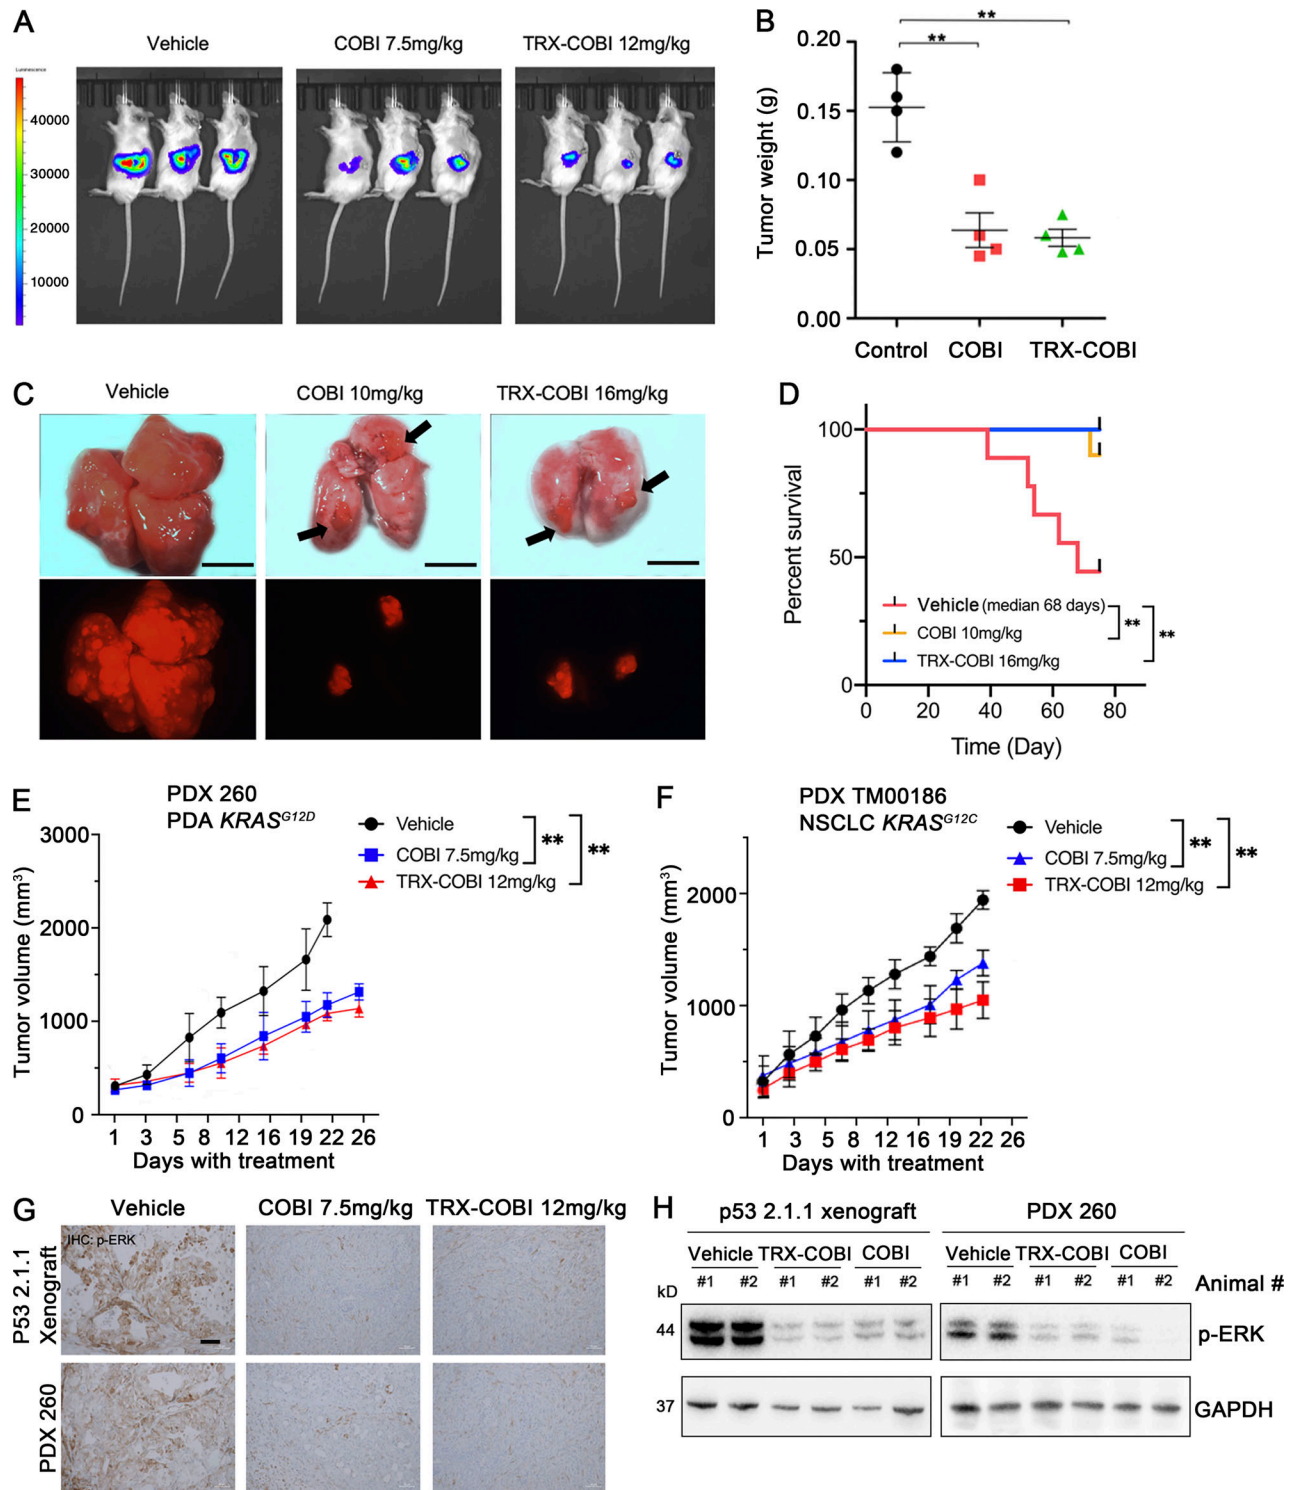 A
Vehicle
COBI 7.5mg/kg
TRX-COBI 12mg/kg
Luminescence
40000
30000
20000
10000
B
**
**
0.20
0.15
0.10
0.05
0.00
Tumor weight (g)
Control
COBI
TRX-COBI
C
Vehicle
COBI 10mg/kg
TRX-COBI 16mg/kg
D
100
50
0
Percent survival
Vehicle (median 68 days)
COBI 10mg/kg
TRX-COBI 16mg/kg
**
**
0 20 40 60 80
Time (Day)
E
PDX 260
PDA KRAS^G12D
Vehicle
COBI 7.5mg/kg
TRX-COBI 12mg/kg
**
**
3000
2000
1000
0
Tumor volume (mm³)
1 3 5 8 12 16 19 22 26
Days with treatment
F
PDX TM00186
NSCLC KRAS^G12C
Vehicle
COBI 7.5mg/kg
TRX-COBI 12mg/kg
**
**
2000
1000
0
Tumor volume (mm³)
1 3 5 8 12 16 19 22 26
Days with treatment
G
Vehicle
COBI 7.5mg/kg
TRX-COBI 12mg/kg
IHC: p-ERK
P53 2.1.1
Xenograft
PDX 260
H
p53 2.1.1 xenograft
PDX 260
Vehicle TRX-COBI COBI
Vehicle TRX-COBI COBI
#1 #2 #1 #2 #1 #2
#1 #2 #1 #2 #1 #2
Animal #
kD
44
p-ERK
37
GAPDH